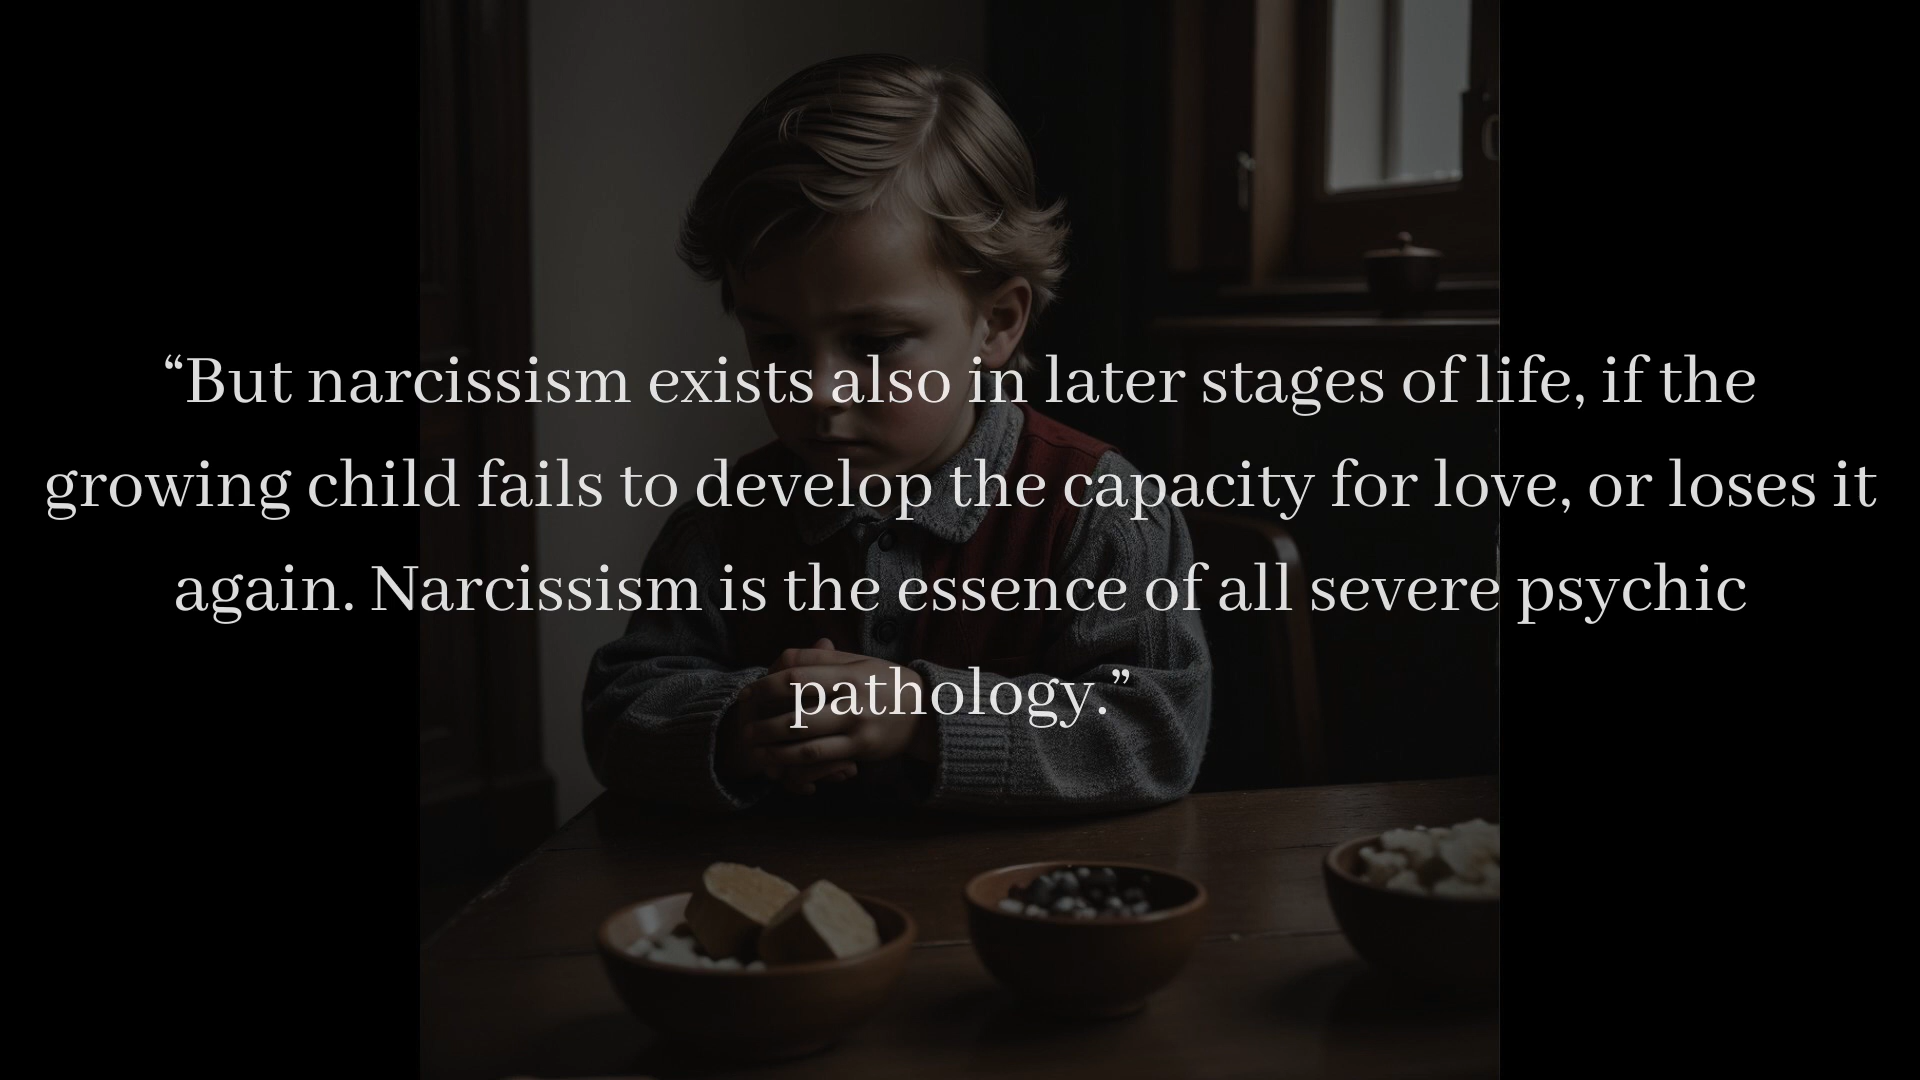 “But narcissism exists also in later stages of life, if the
growing child fails to develop the capacity for love, or loses it
again. Narcissism is the essence of all severe psychic
pathology.”